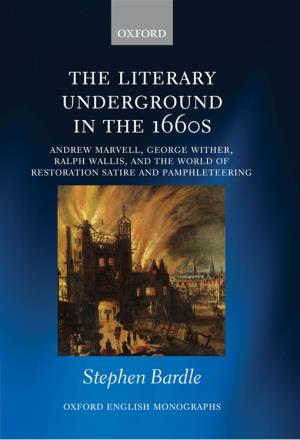 OXFORD
THE LITERARY
UNDERGROUND
IN THE 1660s
ANDREW MARVELL, GEORGE WITHER,
RALPH WALLIS, AND THE WORLD OF
RESTORATION SATIRE AND PAMPHLETEERING
Stephen Bardle
OXFORD ENGLISH MONOGRAPHS